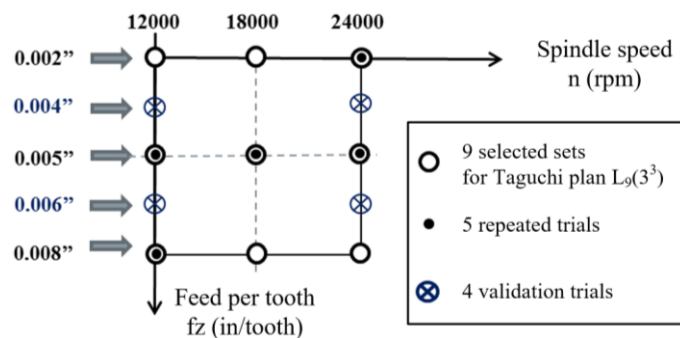 12000 18000 24000
Spindle speed
n (rpm)
0.002”
0.004”
0.005”
0.006”
0.008”
Feed per tooth
fz (in/tooth)
9 selected sets
for Taguchi plan L₉(3³)
5 repeated trials
4 validation trials